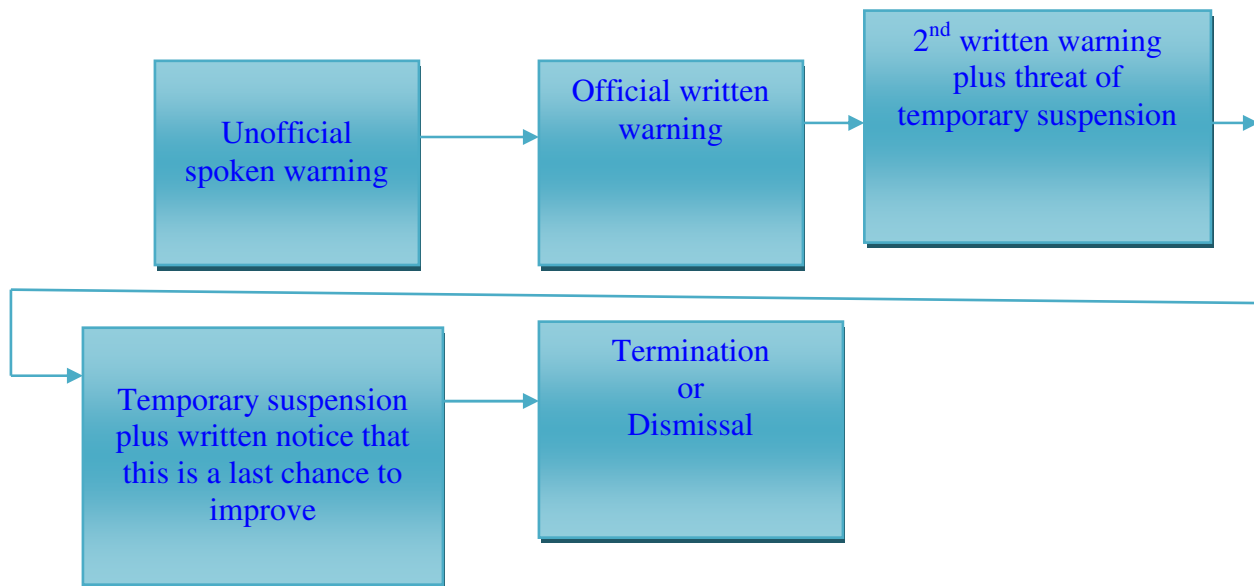 Unofficial
spoken warning
Official written
warning
2nd written warning
plus threat of
temporary suspension
Temporary suspension
plus written notice that
this is a last chance to
improve
Termination
or
Dismissal